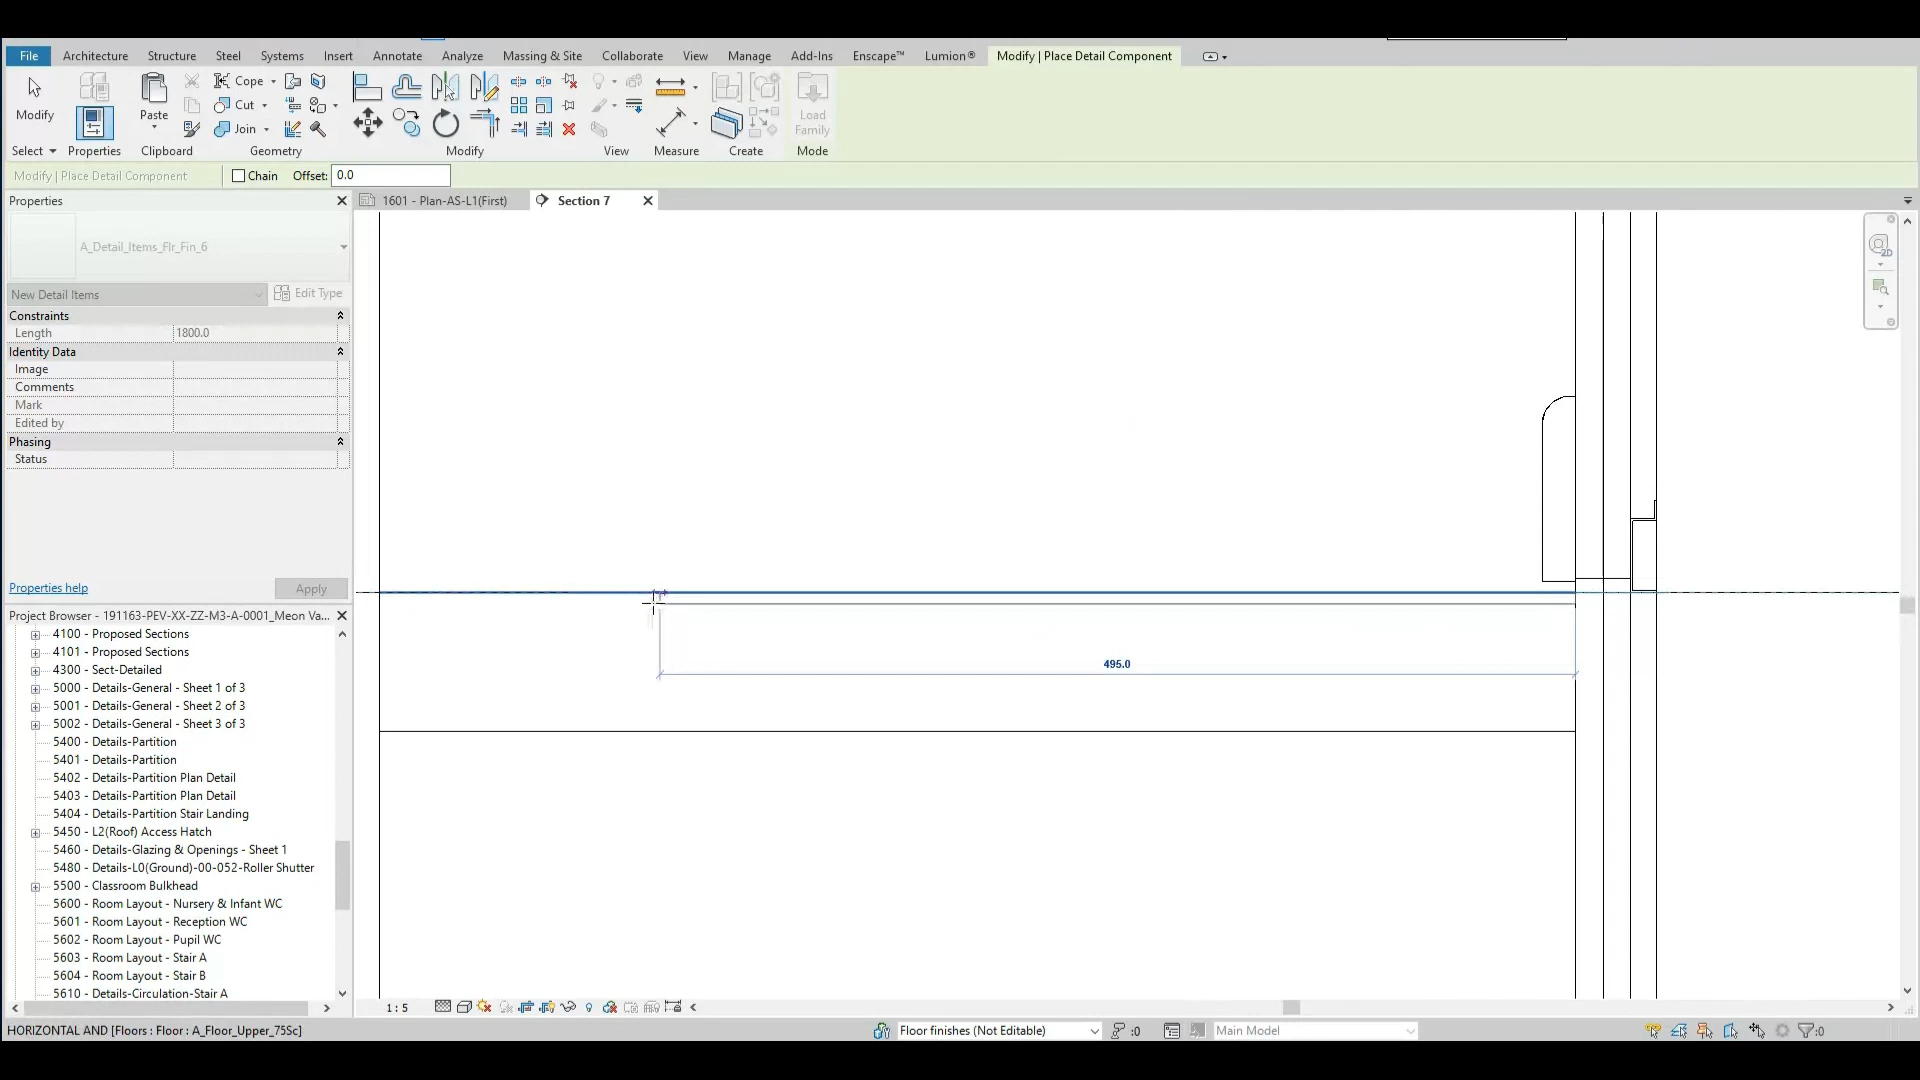 File Architecture Structure Steel Systems Insert Annotate Analyze Massing & Site Collaborate View Manage Add-Ins Enscape™ Lumion® Modify | Place Detail Component
Modify
Paste
Cope
Cut
Join
Load
Family
Select Properties Clipboard Geometry Modify View Measure Create Mode
Modify | Place Detail Component Chain Offset: 0.0
Properties
1601 - Plan-AS-L1(First) Section 7
A_Detail_Items_Flr_Fin_6
New Detail Items Edit Type
Constraints
Length 1800.0
Identity Data
Image
Comments
Mark
Edited by
Phasing
Status
Properties help Apply
2D
495.0
Project Browser - 191163-PEV-XX-ZZ-M3-A-0001_Meon Va...
4100 - Proposed Sections
4101 - Proposed Sections
4300 - Sect-Detailed
5000 - Details-General - Sheet 1 of 3
5001 - Details-General - Sheet 2 of 3
5002 - Details-General - Sheet 3 of 3
5400 - Details-Partition
5401 - Details-Partition
5402 - Details-Partition Plan Detail
5403 - Details-Partition Plan Detail
5404 - Details-Partition Stair Landing
5450 - L2(Roof) Access Hatch
5460 - Details-Glazing & Openings - Sheet 1
5480 - Details-L0(Ground)-00-052-Roller Shutter
5500 - Classroom Bulkhead
5600 - Room Layout - Nursery & Infant WC
5601 - Room Layout - Reception WC
5602 - Room Layout - Pupil WC
5603 - Room Layout - Stair A
5604 - Room Layout - Stair B
5610 - Details-Circulation-Stair A
1 : 5
HORIZONTAL AND [Floors : Floor : A_Floor_Upper_75Sc] Floor finishes (Not Editable) :0 Main Model :0